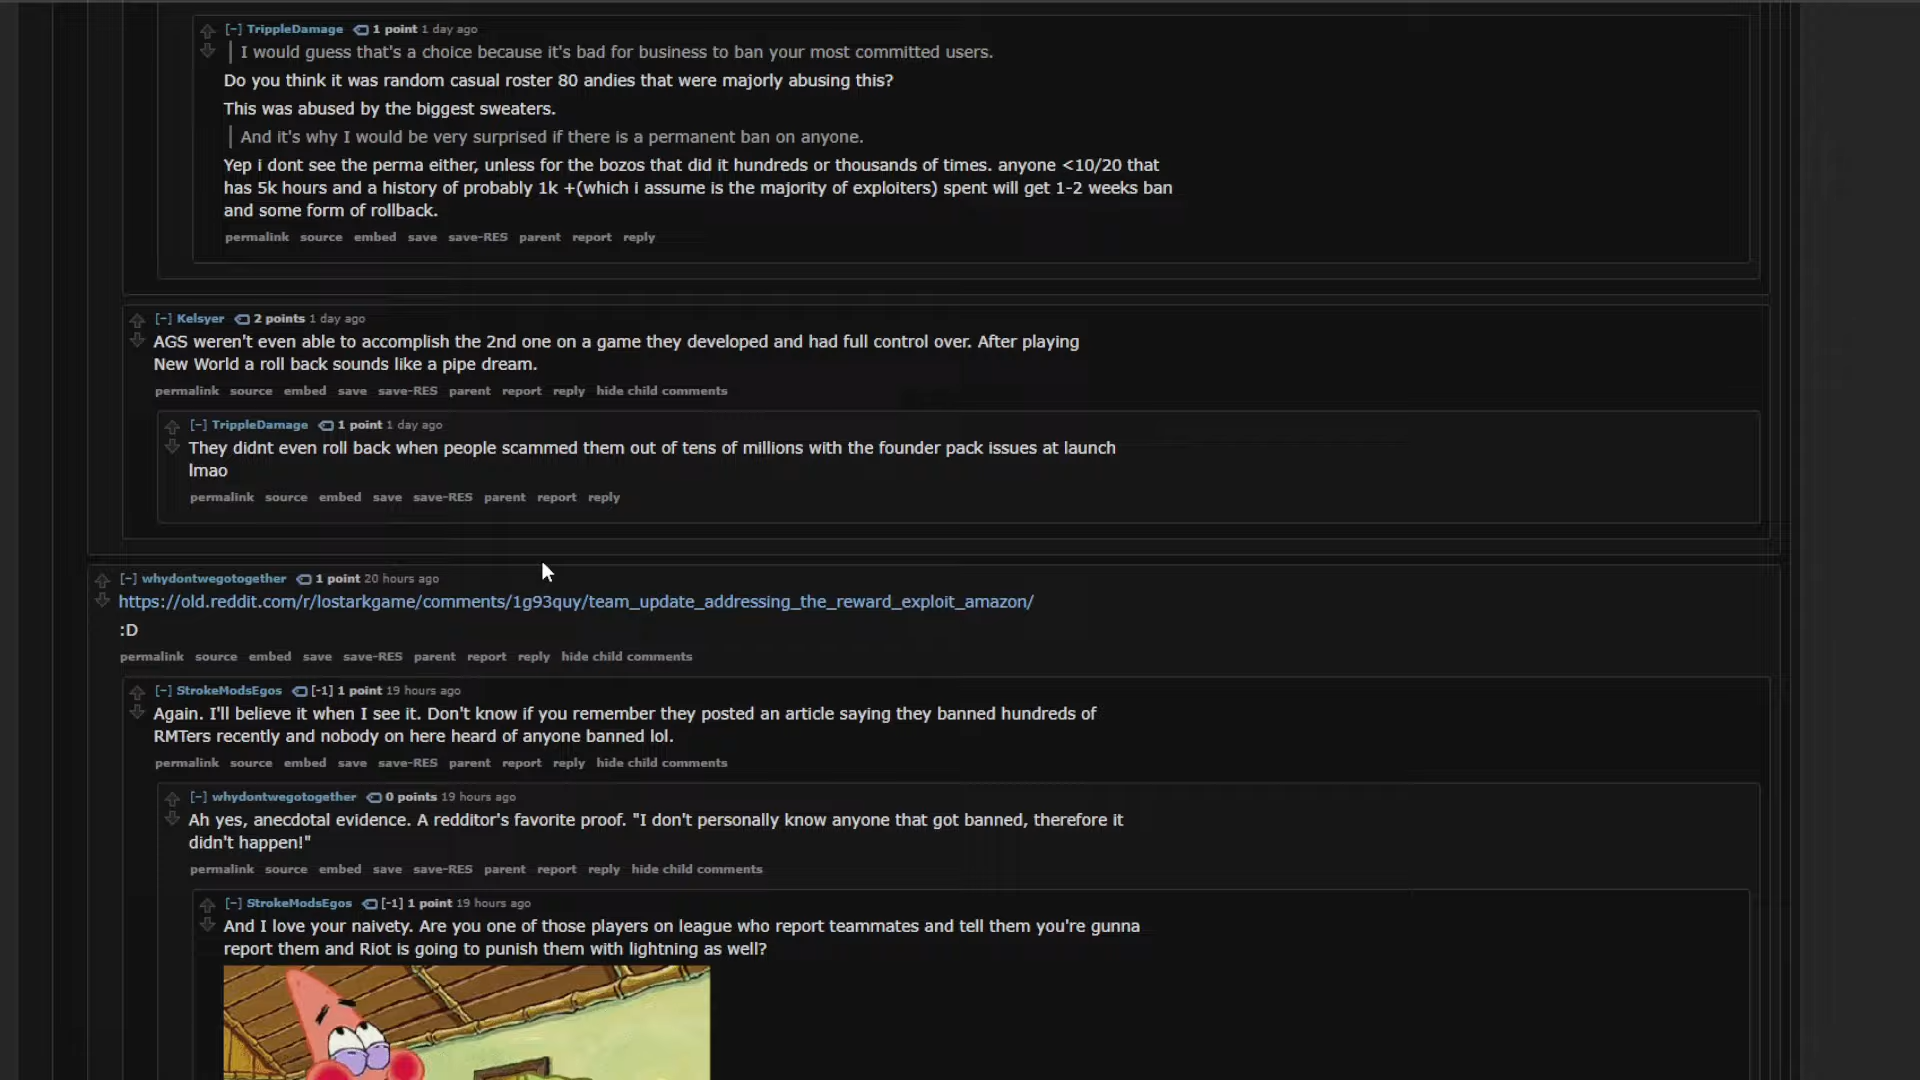 [-] TrippleDamage 1 point 1 day ago
I would guess that's a choice because it's bad for business to ban your most committed users.
Do you think it was random casual roster 80 andies that were majorly abusing this?
This was abused by the biggest sweaters.
And it's why I would be very surprised if there is a permanent ban on anyone.
Yep i dont see the perma either, unless for the bozos that did it hundreds or thousands of times. anyone <10/20 that
has 5k hours and a history of probably 1k +(which i assume is the majority of exploiters) spent will get 1-2 weeks ban
and some form of rollback.
permalink source embed save save-RES parent report reply
[-] Kelsyer 2 points 1 day ago
AGS weren't even able to accomplish the 2nd one on a game they developed and had full control over. After playing
New World a roll back sounds like a pipe dream.
permalink source embed save save-RES parent report reply hide child comments
[-] TrippleDamage 1 point 1 day ago
They didnt even roll back when people scammed them out of tens of millions with the founder pack issues at launch
lmao
permalink source embed save save-RES parent report reply
[-] whydontwegotogether 1 point 20 hours ago
https://old.reddit.com/r/lostarkgame/comments/1g93quy/team_update_addressing_the_reward_exploit_amazon/
:D
permalink source embed save save-RES parent report reply hide child comments
[-] StrokeModsEgos [-1] 1 point 19 hours ago
Again. I'll believe it when I see it. Don't know if you remember they posted an article saying they banned hundreds of
RMTers recently and nobody on here heard of anyone banned lol.
permalink source embed save save-RES parent report reply hide child comments
[-] whydontwegotogether 0 points 19 hours ago
Ah yes, anecdotal evidence. A redditor's favorite proof. "I don't personally know anyone that got banned, therefore it
didn't happen!"
permalink source embed save save-RES parent report reply hide child comments
[-] StrokeModsEgos [-1] 1 point 19 hours ago
And I love your naivety. Are you one of those players on league who report teammates and tell them you're gunna
report them and Riot is going to punish them with lightning as well?